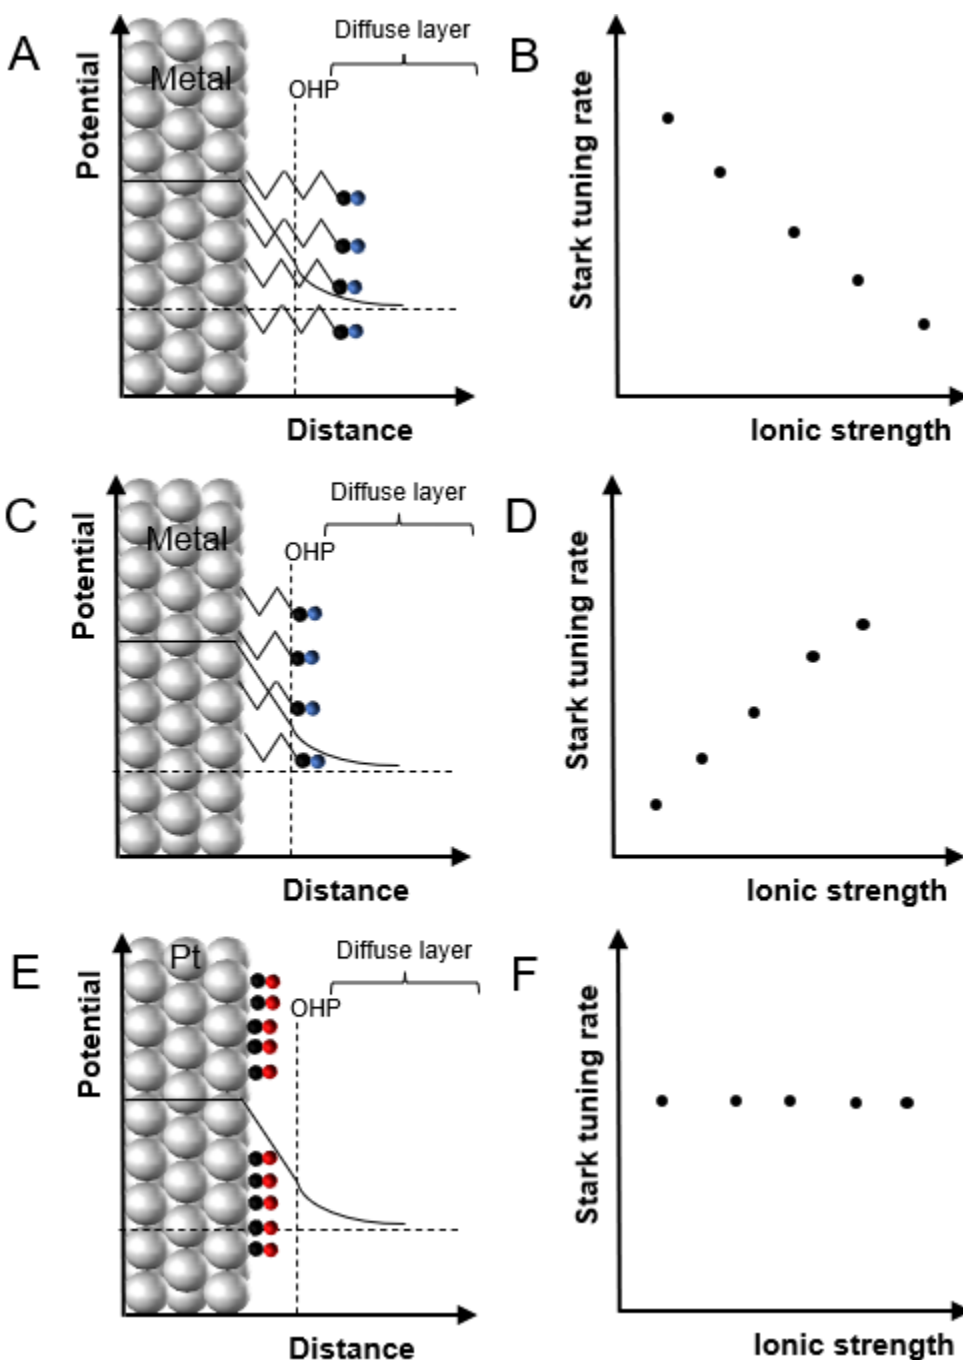 A
Potential
Metal
Diffuse layer
OHP
Distance
B
Stark tuning rate
Ionic strength
C
Potential
Metal
Diffuse layer
OHP
Distance
D
Stark tuning rate
Ionic strength
E
Potential
Pt
Diffuse layer
OHP
Distance
F
Stark tuning rate
Ionic strength